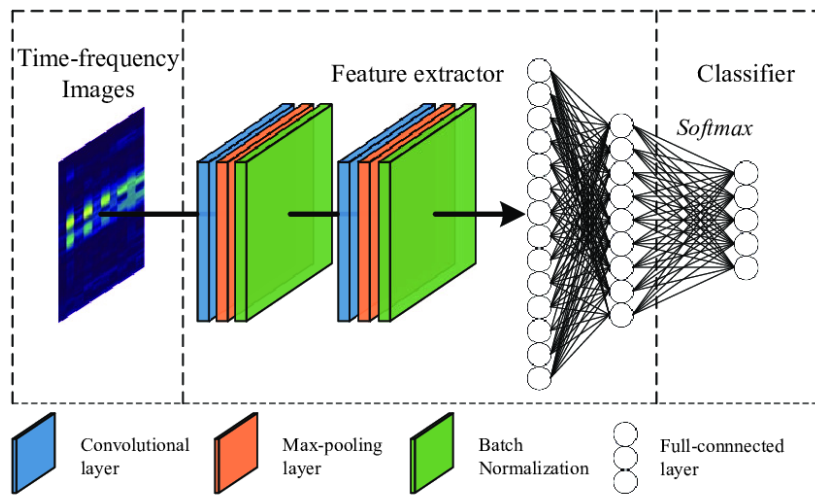 Time-frequency
Images
Feature extractor
Classifier
Softmax
Convolutional
layer
Max-pooling
layer
Batch
Normalization
Full-connnected
layer